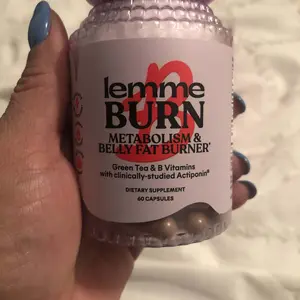 lemme
BURN
METABOLISM &
BELLY FAT BURNER*
Green Tea & B Vitamins
with clinically-studied Actiponin®
DIETARY SUPPLEMENT
60 CAPSULES